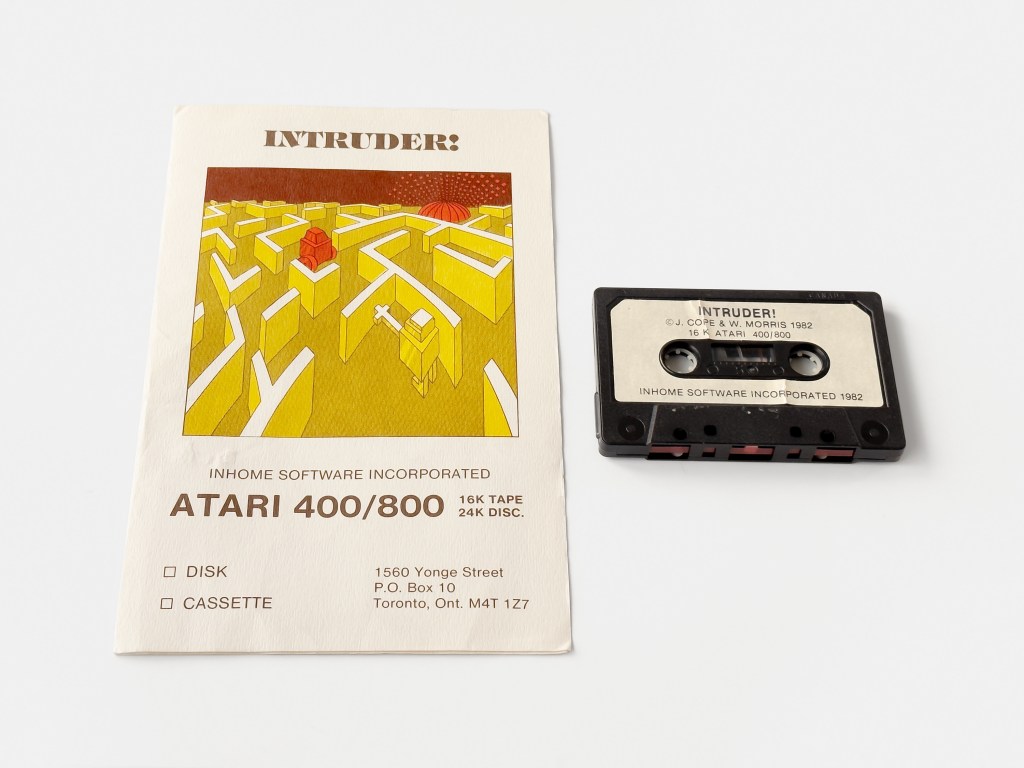 INTRUDER!
INHOME SOFTWARE INCORPORATED
ATARI 400/800
16K TAPE
24K DISC.
DISK
CASSETTE
1560 Yonge Street
P.O. Box 10
Toronto, Ont. M4T 1Z7
INTRUDER!
©J. COPE & W. MORRIS 1982
16 K ATARI 400/800
INHOME SOFTWARE INCORPORATED 1982